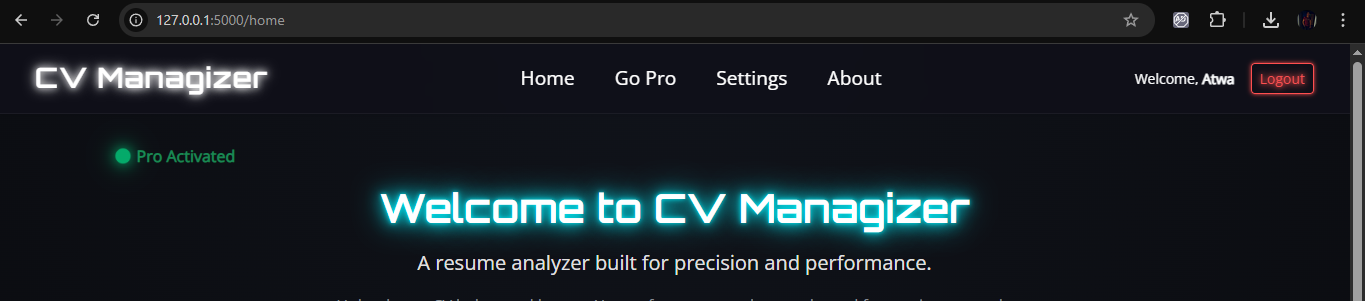 127.0.0.1:5000/home
CV Managizer
Home Go Pro Settings About
Welcome, Atwa Logout
Pro Activated
Welcome to CV Managizer
A resume analyzer built for precision and performance.